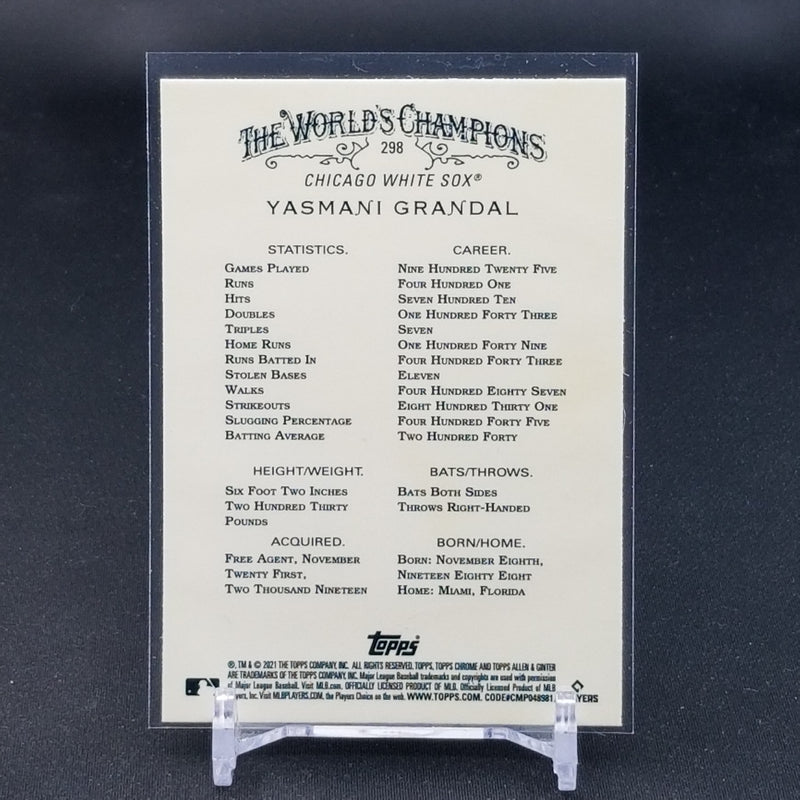 THE WORLD'S CHAMPIONS
298
CHICAGO WHITE SOX®
YASMANI GRANDAL
STATISTICS. CAREER.
GAMES PLAYED NINE HUNDRED TWENTY FIVE
RUNS FOUR HUNDRED ONE
HITS SEVEN HUNDRED TEN
DOUBLES ONE HUNDRED FORTY THREE
TRIPLES SEVEN
HOME RUNS ONE HUNDRED FORTY NINE
RUNS BATTED IN FOUR HUNDRED FORTY THREE
STOLEN BASES ELEVEN
WALKS FOUR HUNDRED EIGHTY SEVEN
STRIKEOUTS EIGHT HUNDRED THIRTY ONE
SLUGGING PERCENTAGE FOUR HUNDRED FORTY FIVE
BATTING AVERAGE TWO HUNDRED FORTY
HEIGHT/WEIGHT. BATS/THROWS.
SIX FOOT TWO INCHES BATS BOTH SIDES
TWO HUNDRED THIRTY THROWS RIGHT-HANDED
POUNDS
ACQUIRED. BORN/HOME.
FREE AGENT, NOVEMBER BORN: NOVEMBER EIGHTH,
TWENTY FIRST, NINETEEN EIGHTY EIGHT
TWO THOUSAND NINETEEN HOME: MIAMI, FLORIDA
Topps®
®, TM & © 2021 THE TOPPS COMPANY, INC. ALL RIGHTS RESERVED. TOPPS, TOPPS CHROME AND TOPPS ALLEN & GINTER
ARE TRADEMARKS OF THE TOPPS COMPANY, INC. Major League Baseball trademarks and copyrights are used with permission
of Major League Baseball. Visit MLB.com. OFFICIALLY LICENSED PRODUCT OF MLB. Officially Licensed Product of MLB
Players, Inc. Visit MLBPLAYERS.COM, the Players Choice on the web. WWW.TOPPS.COM. CODE#CMP048981